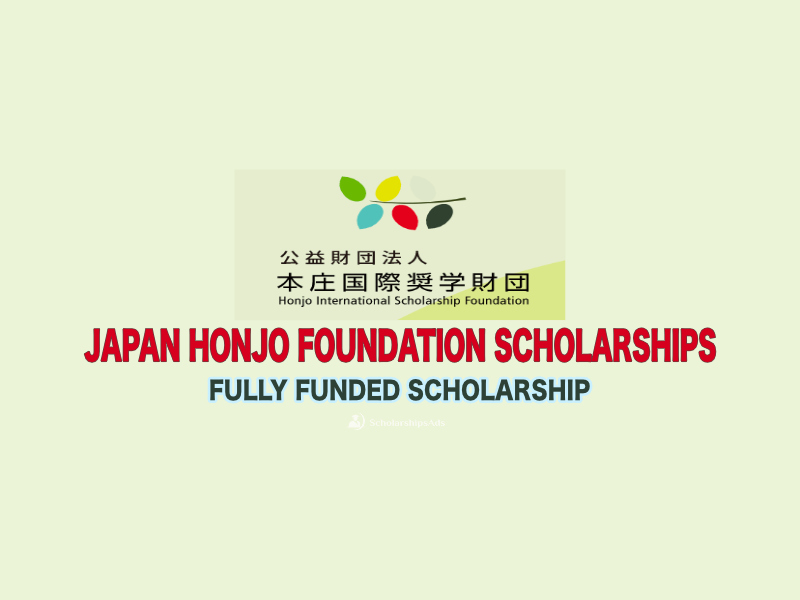 公益財団法人
本庄国際奨学財団
Honjo International Scholarship Foundation
JAPAN HONJO FOUNDATION SCHOLARSHIPS
FULLY FUNDED SCHOLARSHIP
ScholarshipsAds